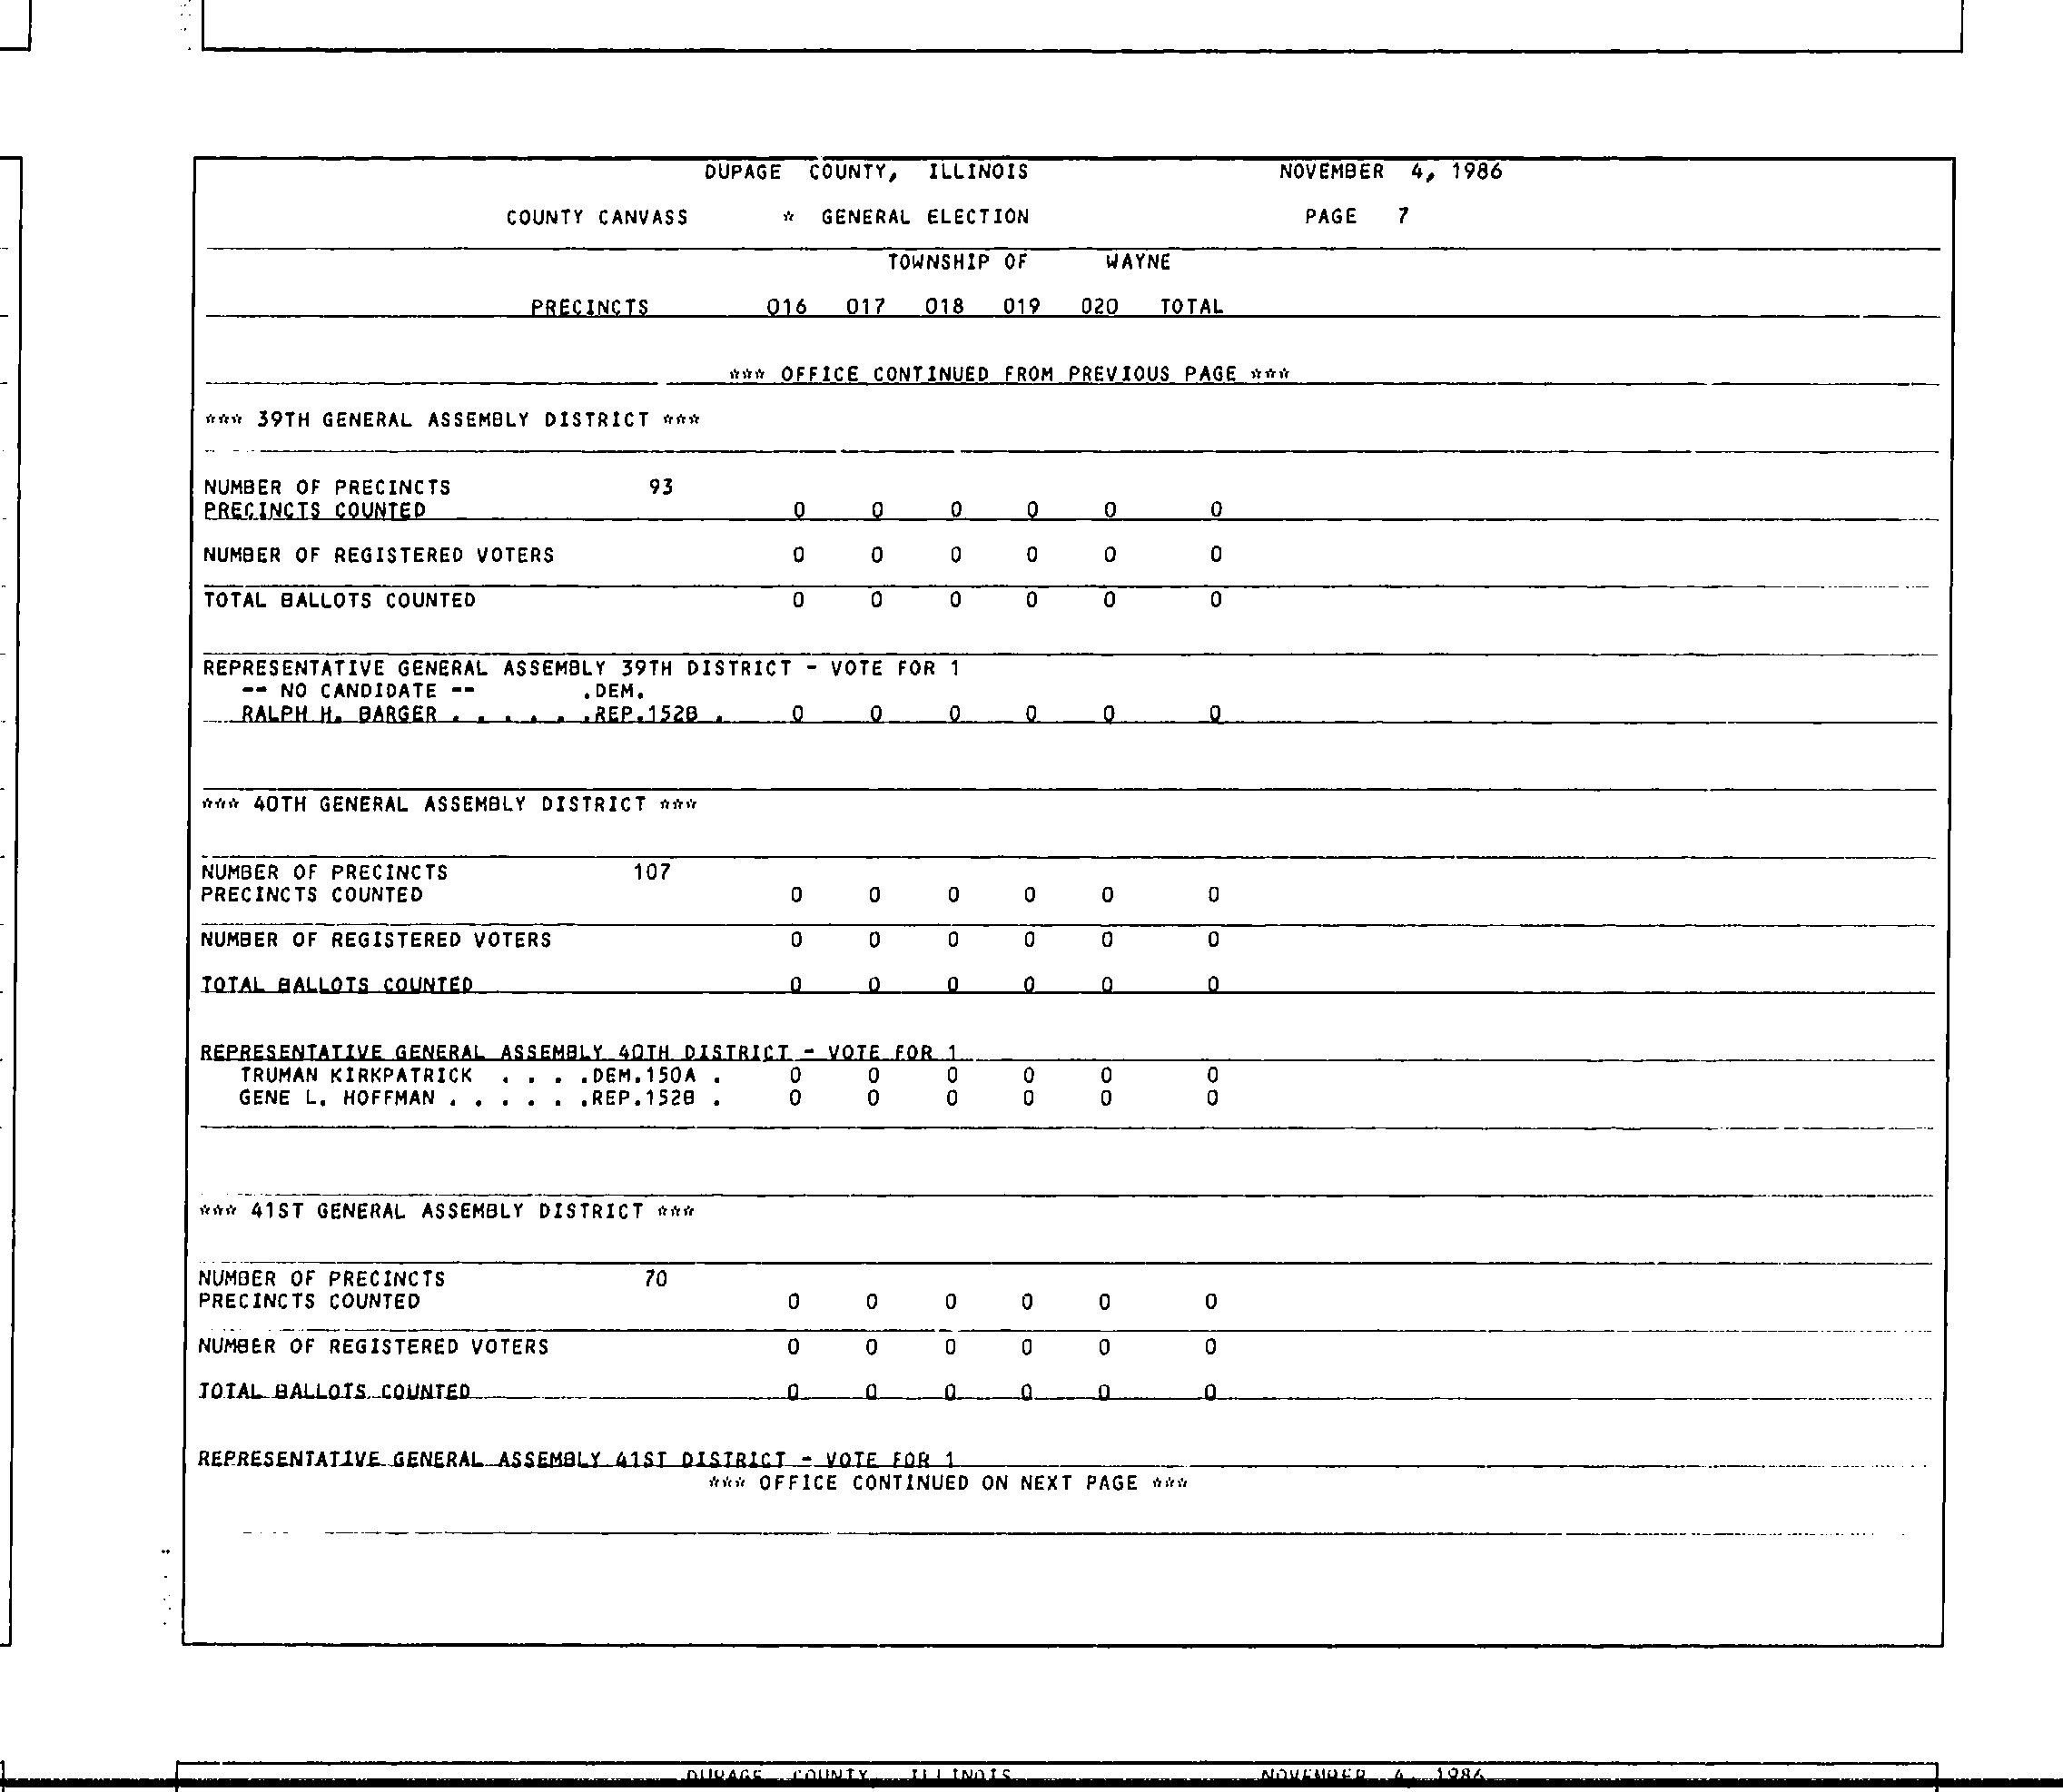 DUPAGE COUNTY, ILLINOIS NOVEMBER 4, 1986
COUNTY CANVASS * GENERAL ELECTION PAGE 7
TOWNSHIP OF WAYNE
PRECINCTS 016 017 018 019 020 TOTAL
*** OFFICE CONTINUED FROM PREVIOUS PAGE ***
*** 39TH GENERAL ASSEMBLY DISTRICT ***
NUMBER OF PRECINCTS 93
PRECINCTS COUNTED 0 0 0 0 0 0
NUMBER OF REGISTERED VOTERS 0 0 0 0 0 0
TOTAL BALLOTS COUNTED 0 0 0 0 0 0
REPRESENTATIVE GENERAL ASSEMBLY 39TH DISTRICT - VOTE FOR 1
-- NO CANDIDATE -- .DEM.
RALPH H. BARGER . . . . . .REP.152B . 0 0 0 0 0 0
*** 40TH GENERAL ASSEMBLY DISTRICT ***
NUMBER OF PRECINCTS 107
PRECINCTS COUNTED 0 0 0 0 0 0
NUMBER OF REGISTERED VOTERS 0 0 0 0 0 0
TOTAL BALLOTS COUNTED 0 0 0 0 0 0
REPRESENTATIVE GENERAL ASSEMBLY 40TH DISTRICT - VOTE FOR 1
TRUMAN KIRKPATRICK . . . .DEM.150A . 0 0 0 0 0 0
GENE L. HOFFMAN . . . . . .REP.152B . 0 0 0 0 0 0
*** 41ST GENERAL ASSEMBLY DISTRICT ***
NUMBER OF PRECINCTS 70
PRECINCTS COUNTED 0 0 0 0 0 0
NUMBER OF REGISTERED VOTERS 0 0 0 0 0 0
TOTAL BALLOTS COUNTED 0 0 0 0 0 0
REPRESENTATIVE GENERAL ASSEMBLY 41ST DISTRICT - VOTE FOR 1
*** OFFICE CONTINUED ON NEXT PAGE ***
DUPAGE COUNTY, ILLINOIS NOVEMBER 4, 1986